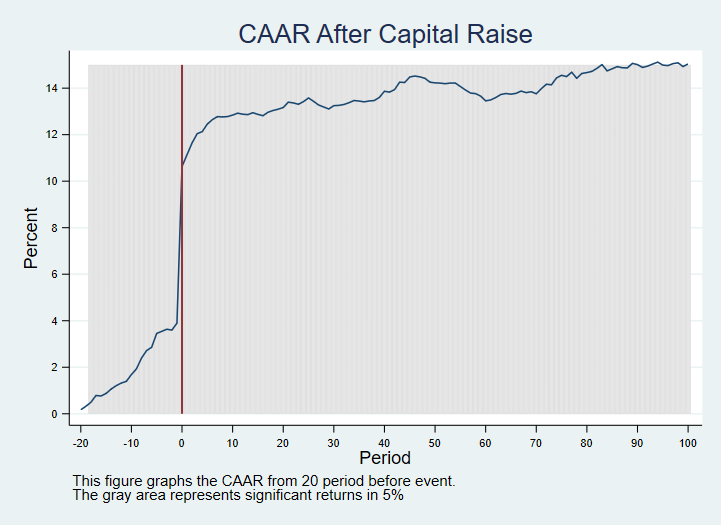 CAAR After Capital Raise
Percent
14
12
10
8
6
4
2
0
-20 -10 0 10 20 30 40 50 60 70 80 90 100
Period
This figure graphs the CAAR from 20 period before event.
The gray area represents significant returns in 5%